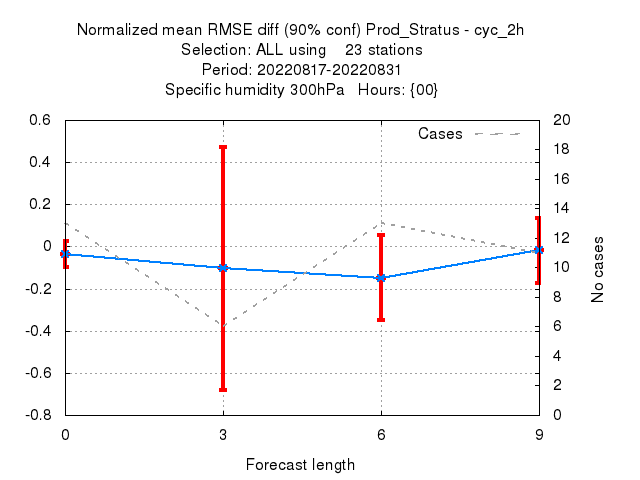 Normalized mean RMSE diff (90% conf) Prod_Stratus - cyc_2h
Selection: ALL using 23 stations
Period: 20220817-20220831
Specific humidity 300hPa Hours: {00}
Cases
0.6
0.4
0.2
0
-0.2
-0.4
-0.6
-0.8
20
18
16
14
12
10
8
6
4
2
0
No cases
0 3 6 9
Forecast length